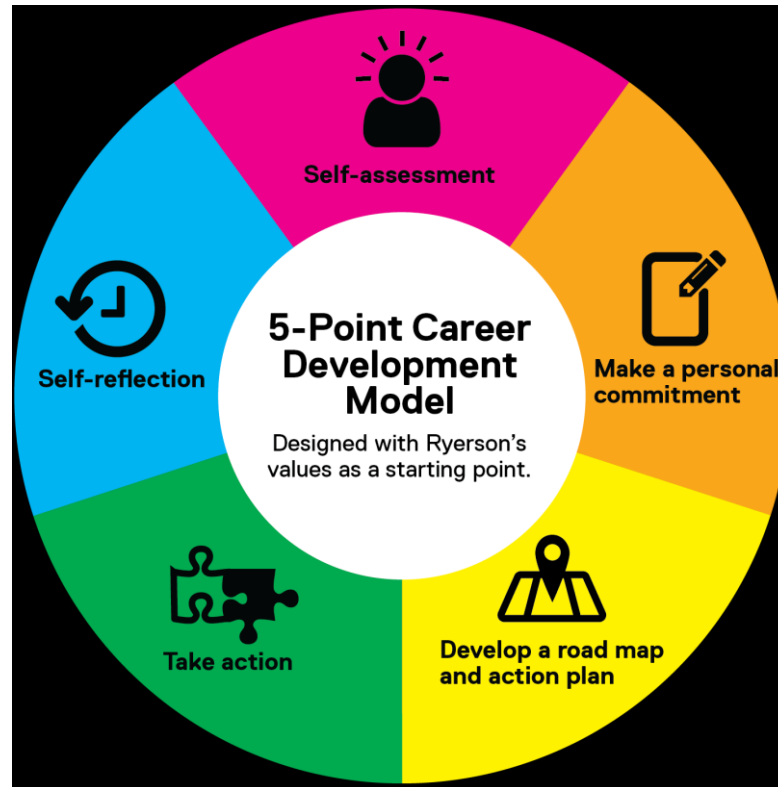 Self-assessment
Make a personal
commitment
Develop a road map
and action plan
Take action
Self-reflection
5-Point Career
Development
Model
Designed with Ryerson's
values as a starting point.